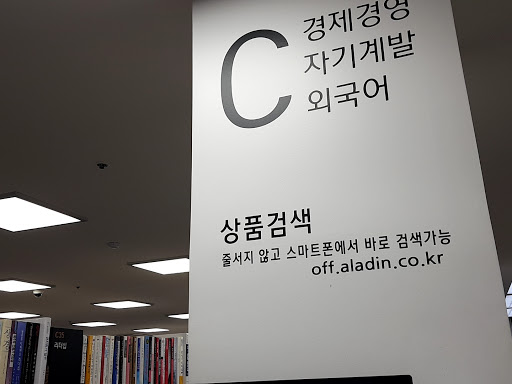 C
경제경영
자기계발
외국어
상품검색
줄서지 않고 스마트폰에서 바로 검색가능
off.aladin.co.kr
C35